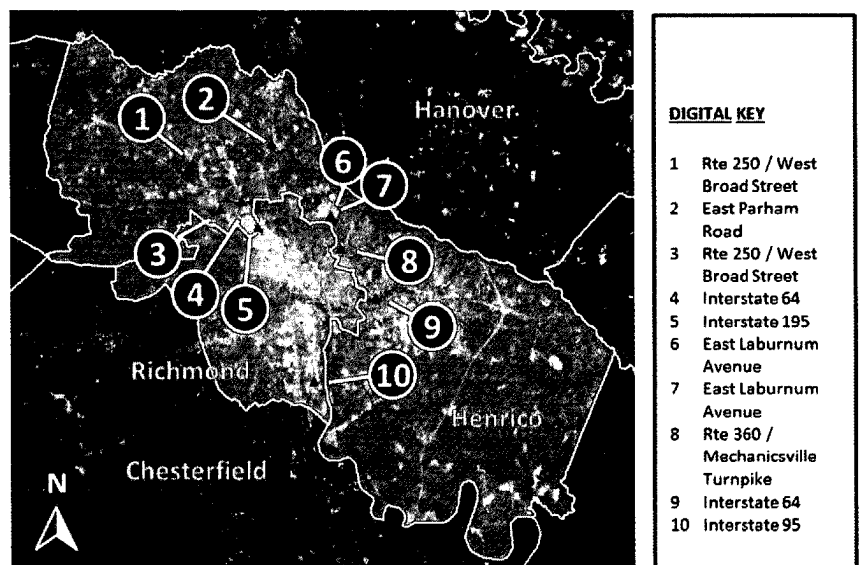 1
2
Hanover
6
7
3
8
4
5
9
Richmond
10
Henrico
Chesterfield
N
DIGITAL KEY
1 Rte 250 / West
Broad Street
2 East Parham
Road
3 Rte 250 / West
Broad Street
4 Interstate 64
5 Interstate 195
6 East Laburnum
Avenue
7 East Laburnum
Avenue
8 Rte 360 /
Mechanicsville
Turnpike
9 Interstate 64
10 Interstate 95